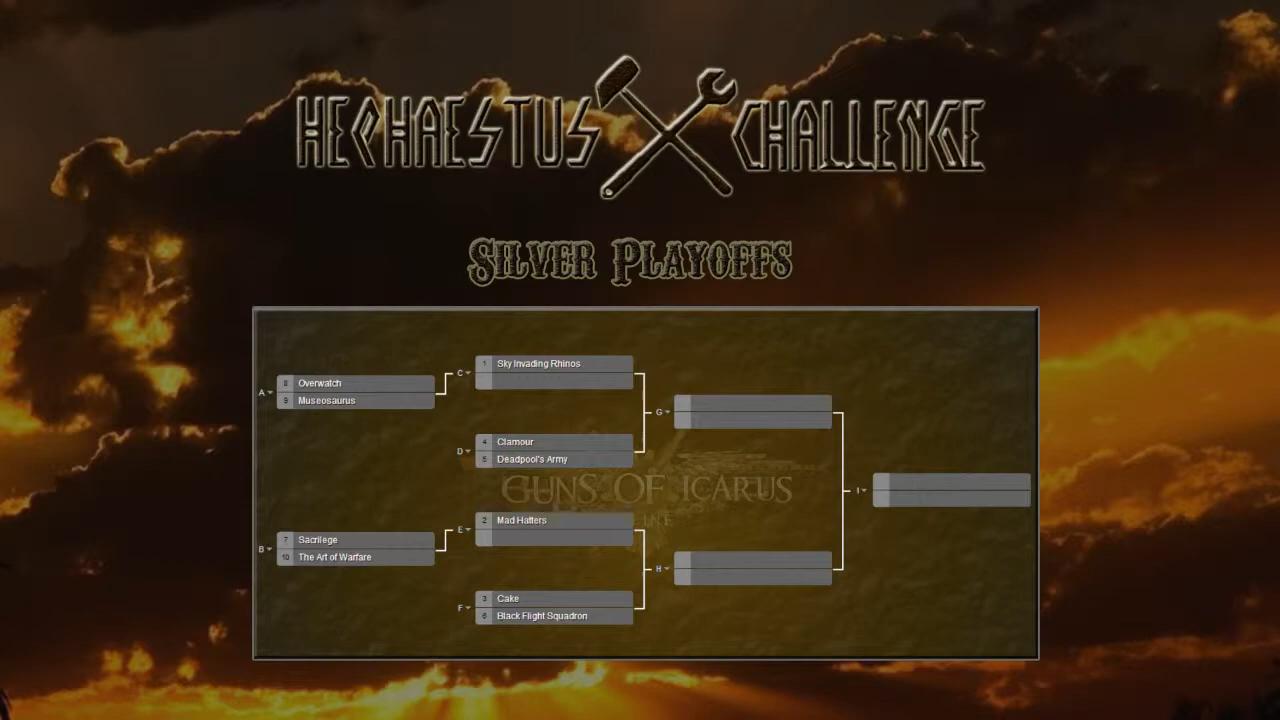 HEPHAESTUS CHALLENGE
SILVER PLAYOFFS
A
8 Overwatch
9 Museosaurus
B
7 Sacrilege
10 The Art of Warfare
C
1 Sky Invading Rhinos
D
4 Clamour
5 Deadpool's Army
E
2 Mad Hatters
F
3 Cake
6 Black Flight Squadron
G
H
I
GUNS OF ICARUS